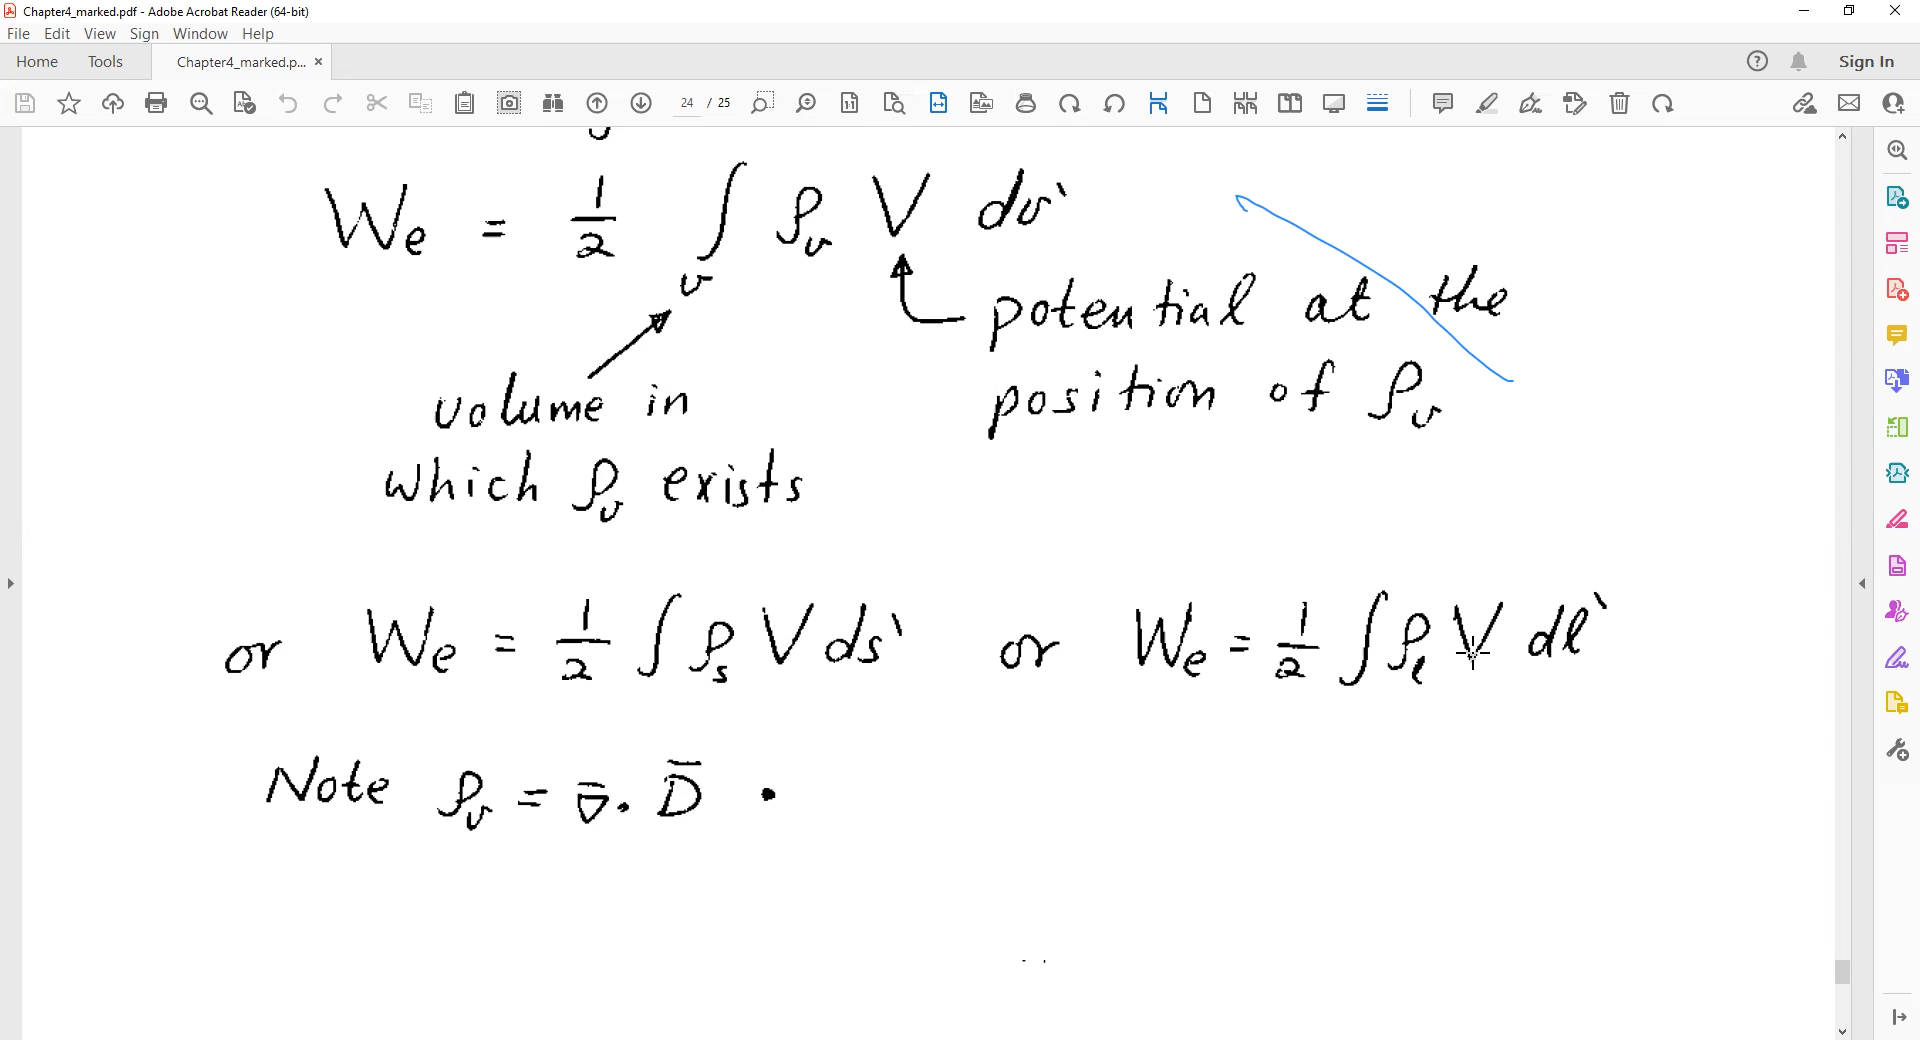 Chapter4_marked.pdf - Adobe Acrobat Reader (64-bit)
File Edit View Sign Window Help
Home Tools Chapter4_marked.p... × Sign In
24 / 25
We = 1/2 ∫v ρv V dv`
potential at the
position of ρv
volume in
which ρv exists
or We = 1/2 ∫ ρs V ds` or We = 1/2 ∫ ρl V dl`
Note ρv = ∇̄ . D̄ .